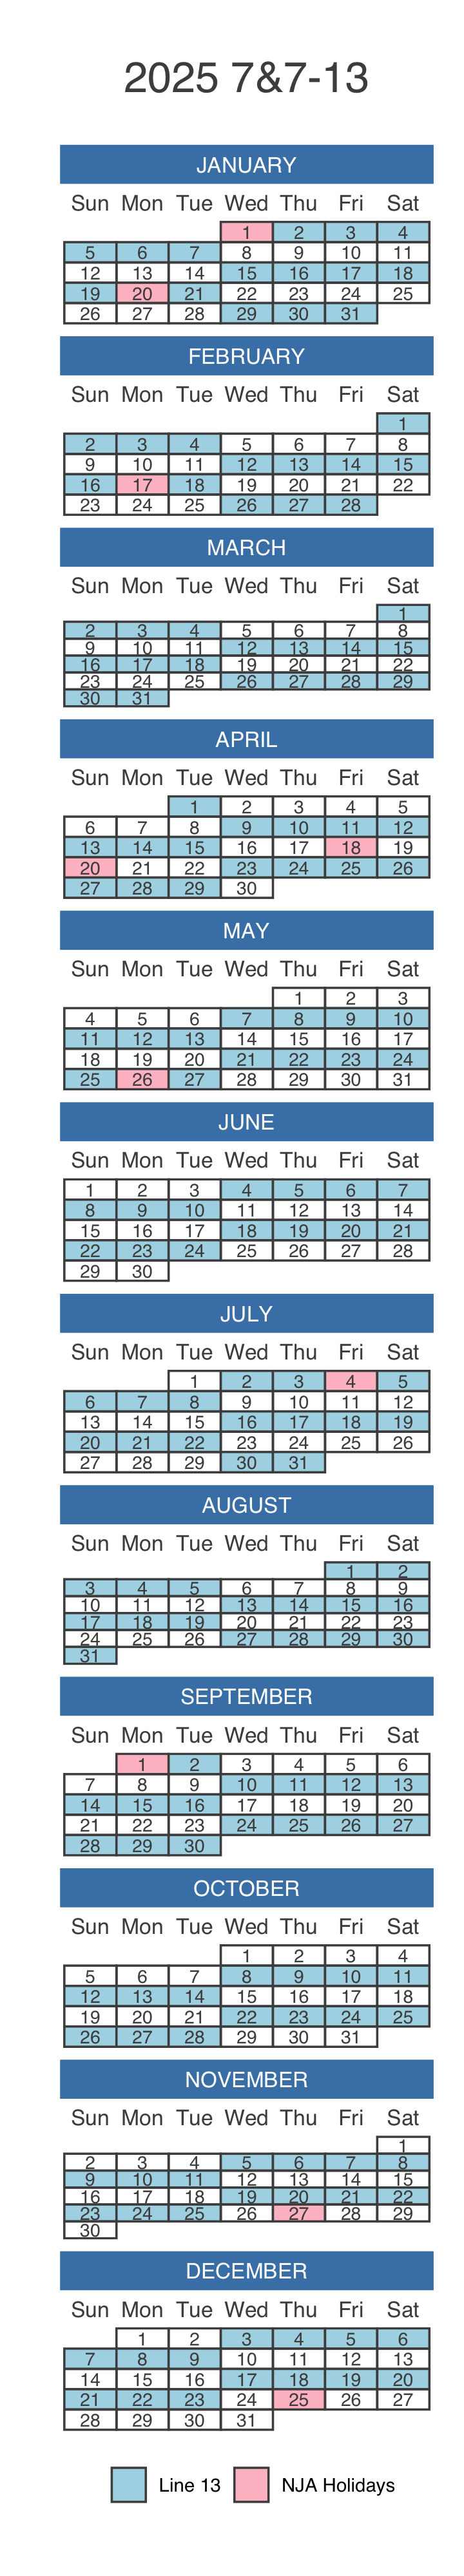 2025 7&7-13
JANUARY
Sun Mon Tue Wed Thu Fri Sat
1 2 3 4
5 6 7 8 9 10 11
12 13 14 15 16 17 18
19 20 21 22 23 24 25
26 27 28 29 30 31
FEBRUARY
Sun Mon Tue Wed Thu Fri Sat
1
2 3 4 5 6 7 8
9 10 11 12 13 14 15
16 17 18 19 20 21 22
23 24 25 26 27 28
MARCH
Sun Mon Tue Wed Thu Fri Sat
1
2 3 4 5 6 7 8
9 10 11 12 13 14 15
16 17 18 19 20 21 22
23 24 25 26 27 28 29
30 31
APRIL
Sun Mon Tue Wed Thu Fri Sat
1 2 3 4 5
6 7 8 9 10 11 12
13 14 15 16 17 18 19
20 21 22 23 24 25 26
27 28 29 30
MAY
Sun Mon Tue Wed Thu Fri Sat
1 2 3
4 5 6 7 8 9 10
11 12 13 14 15 16 17
18 19 20 21 22 23 24
25 26 27 28 29 30 31
JUNE
Sun Mon Tue Wed Thu Fri Sat
1 2 3 4 5 6 7
8 9 10 11 12 13 14
15 16 17 18 19 20 21
22 23 24 25 26 27 28
29 30
JULY
Sun Mon Tue Wed Thu Fri Sat
1 2 3 4 5
6 7 8 9 10 11 12
13 14 15 16 17 18 19
20 21 22 23 24 25 26
27 28 29 30 31
AUGUST
Sun Mon Tue Wed Thu Fri Sat
1 2
3 4 5 6 7 8 9
10 11 12 13 14 15 16
17 18 19 20 21 22 23
24 25 26 27 28 29 30
31
SEPTEMBER
Sun Mon Tue Wed Thu Fri Sat
1 2 3 4 5 6
7 8 9 10 11 12 13
14 15 16 17 18 19 20
21 22 23 24 25 26 27
28 29 30
OCTOBER
Sun Mon Tue Wed Thu Fri Sat
1 2 3 4
5 6 7 8 9 10 11
12 13 14 15 16 17 18
19 20 21 22 23 24 25
26 27 28 29 30 31
NOVEMBER
Sun Mon Tue Wed Thu Fri Sat
1
2 3 4 5 6 7 8
9 10 11 12 13 14 15
16 17 18 19 20 21 22
23 24 25 26 27 28 29
30
DECEMBER
Sun Mon Tue Wed Thu Fri Sat
1 2 3 4 5 6
7 8 9 10 11 12 13
14 15 16 17 18 19 20
21 22 23 24 25 26 27
28 29 30 31
Line 13 NJA Holidays